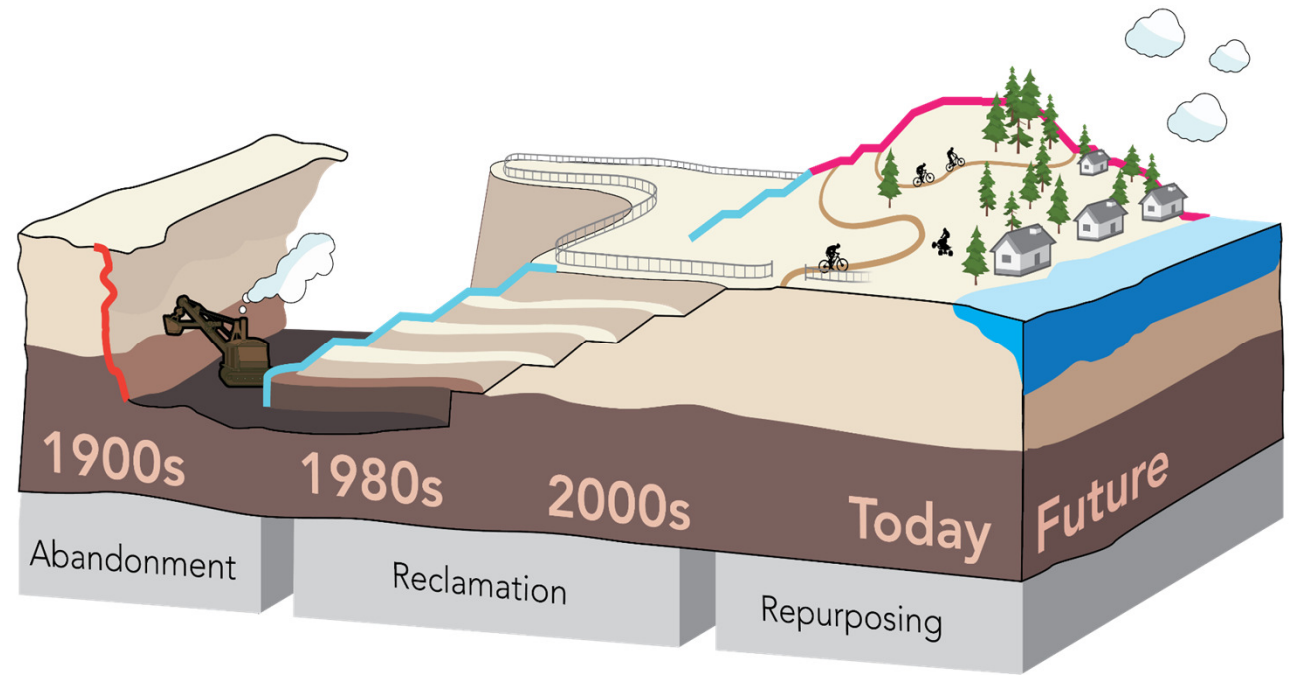 1900s
1980s
2000s
Today
Future
Abandonment
Reclamation
Repurposing